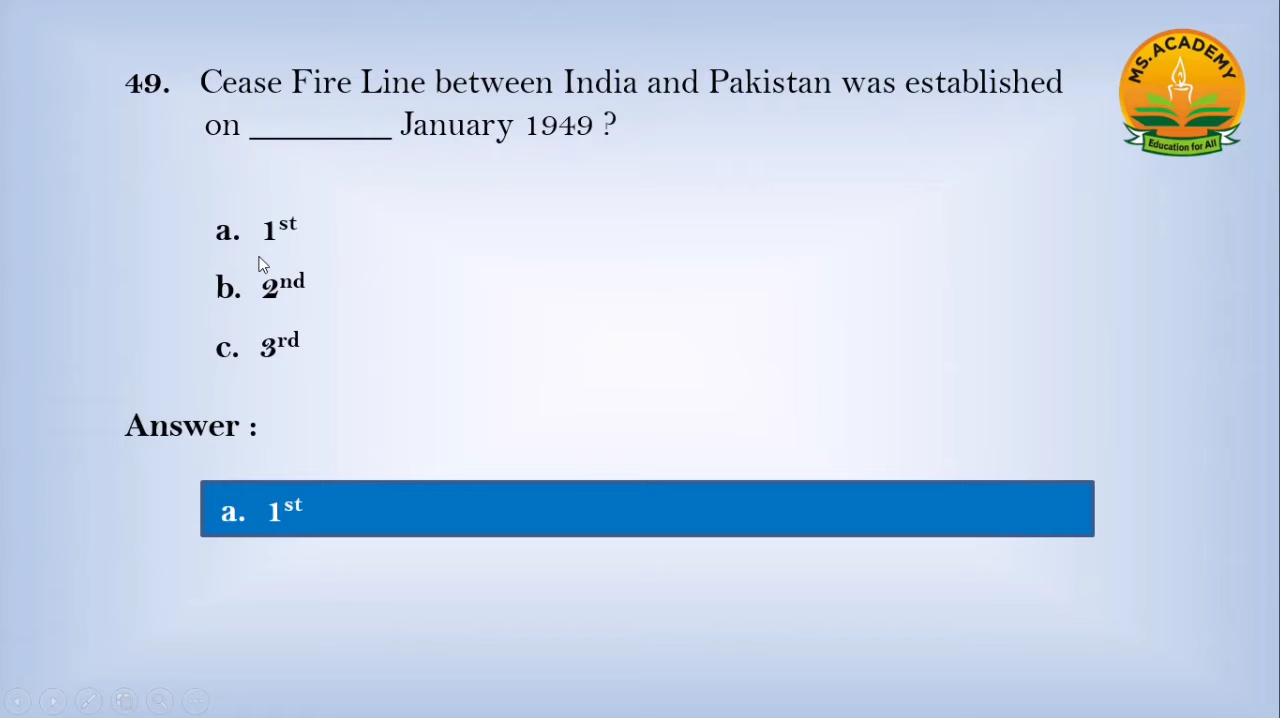 MS.ACADEMY
Education for All
49. Cease Fire Line between India and Pakistan was established
on ________ January 1949 ?
a. 1st
b. 2nd
c. 3rd
Answer :
a. 1st